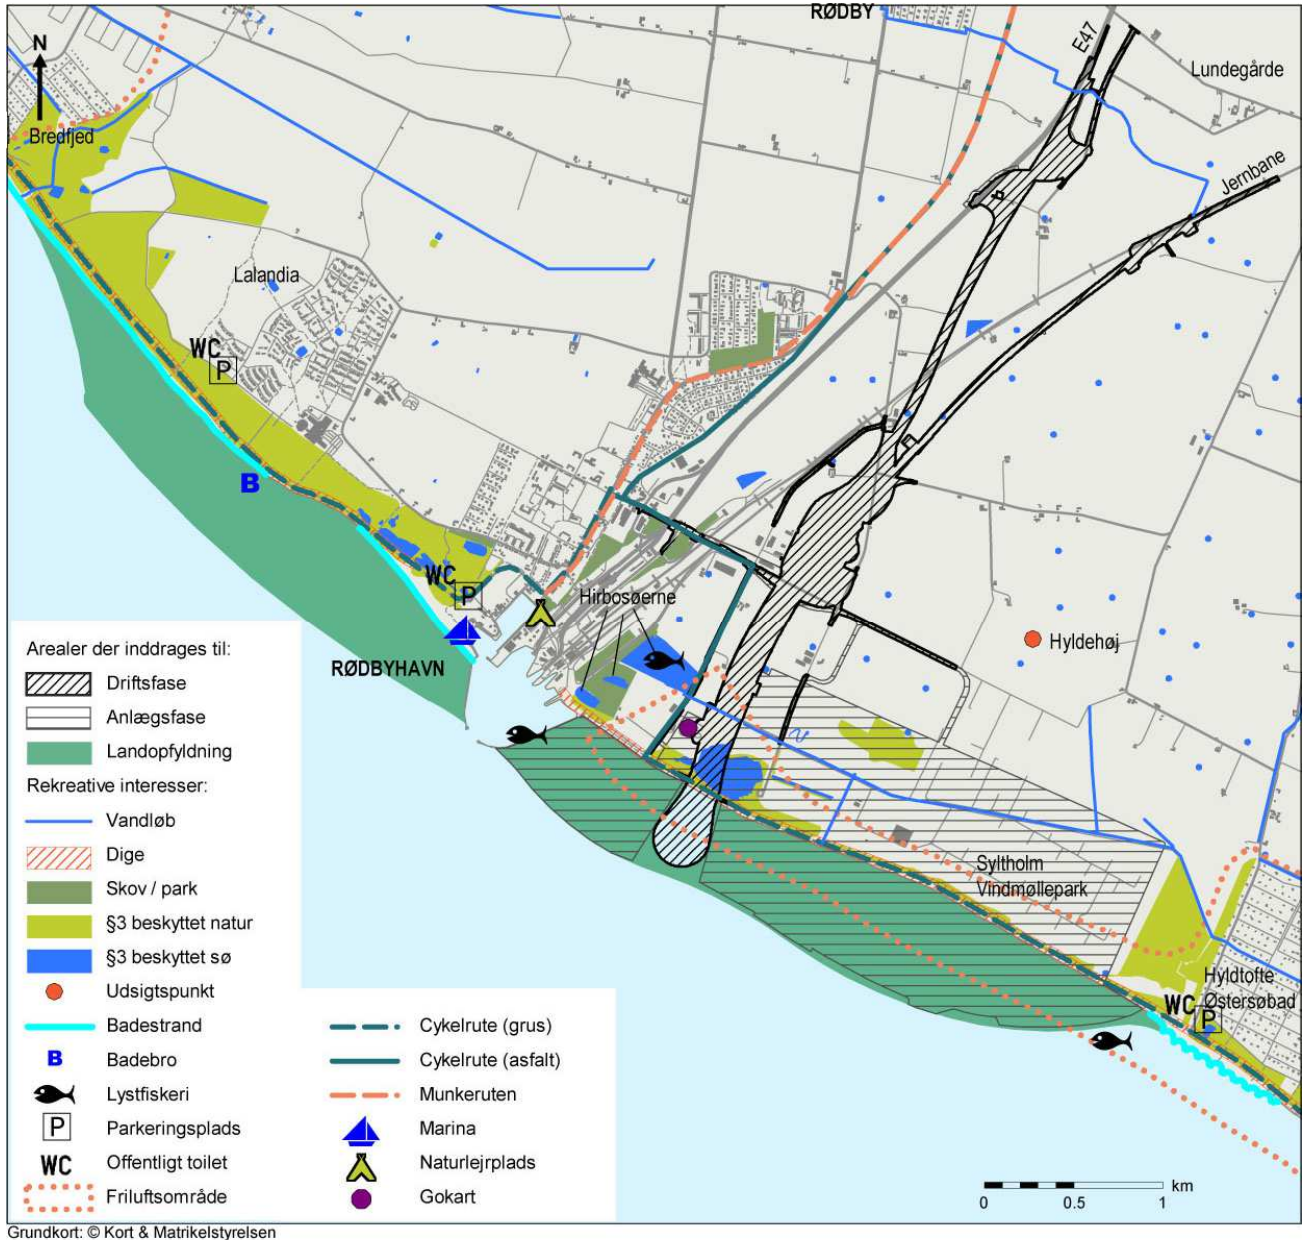 RØDBY
E47
Lundegårde
N
Bredfjed
Jernbane
Lalandia
WC
P
B
WC
P
Hirbosøerne
Hyldehøj
RØDBYHAVN
Syltholm
Vindmøllepark
Hyldtofte
Østersøbad
WC
P
Arealer der inddrages til:
Driftsfase
Anlægsfase
Landopfyldning
Rekreative interesser:
Vandløb
Dige
Skov / park
§3 beskyttet natur
§3 beskyttet sø
Udsigtspunkt
Badestrand
B Badebro
Lystfiskeri
P Parkeringsplads
WC Offentligt toilet
Friluftsområde
Cykelrute (grus)
Cykelrute (asfalt)
Munkeruten
Marina
Naturlejrplads
Gokart
km
0 0.5 1
Grundkort: © Kort & Matrikelstyrelsen